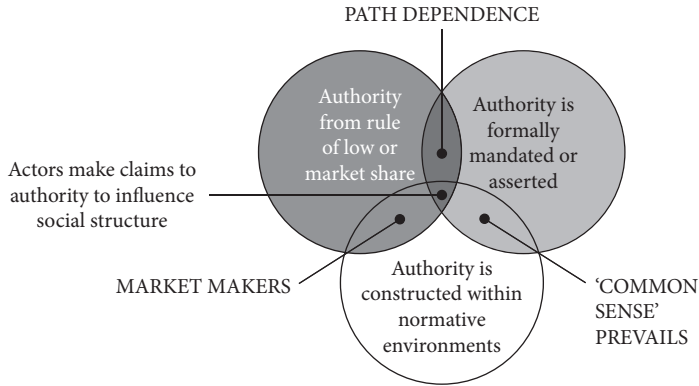 PATH DEPENDENCE
Authority
from rule
of low or
market share
Authority is
formally
mandated or
asserted
Actors make claims to
authority to influence
social structure
MARKET MAKERS
Authority is
constructed within
normative
environments
‘COMMON
SENSE’
PREVAILS